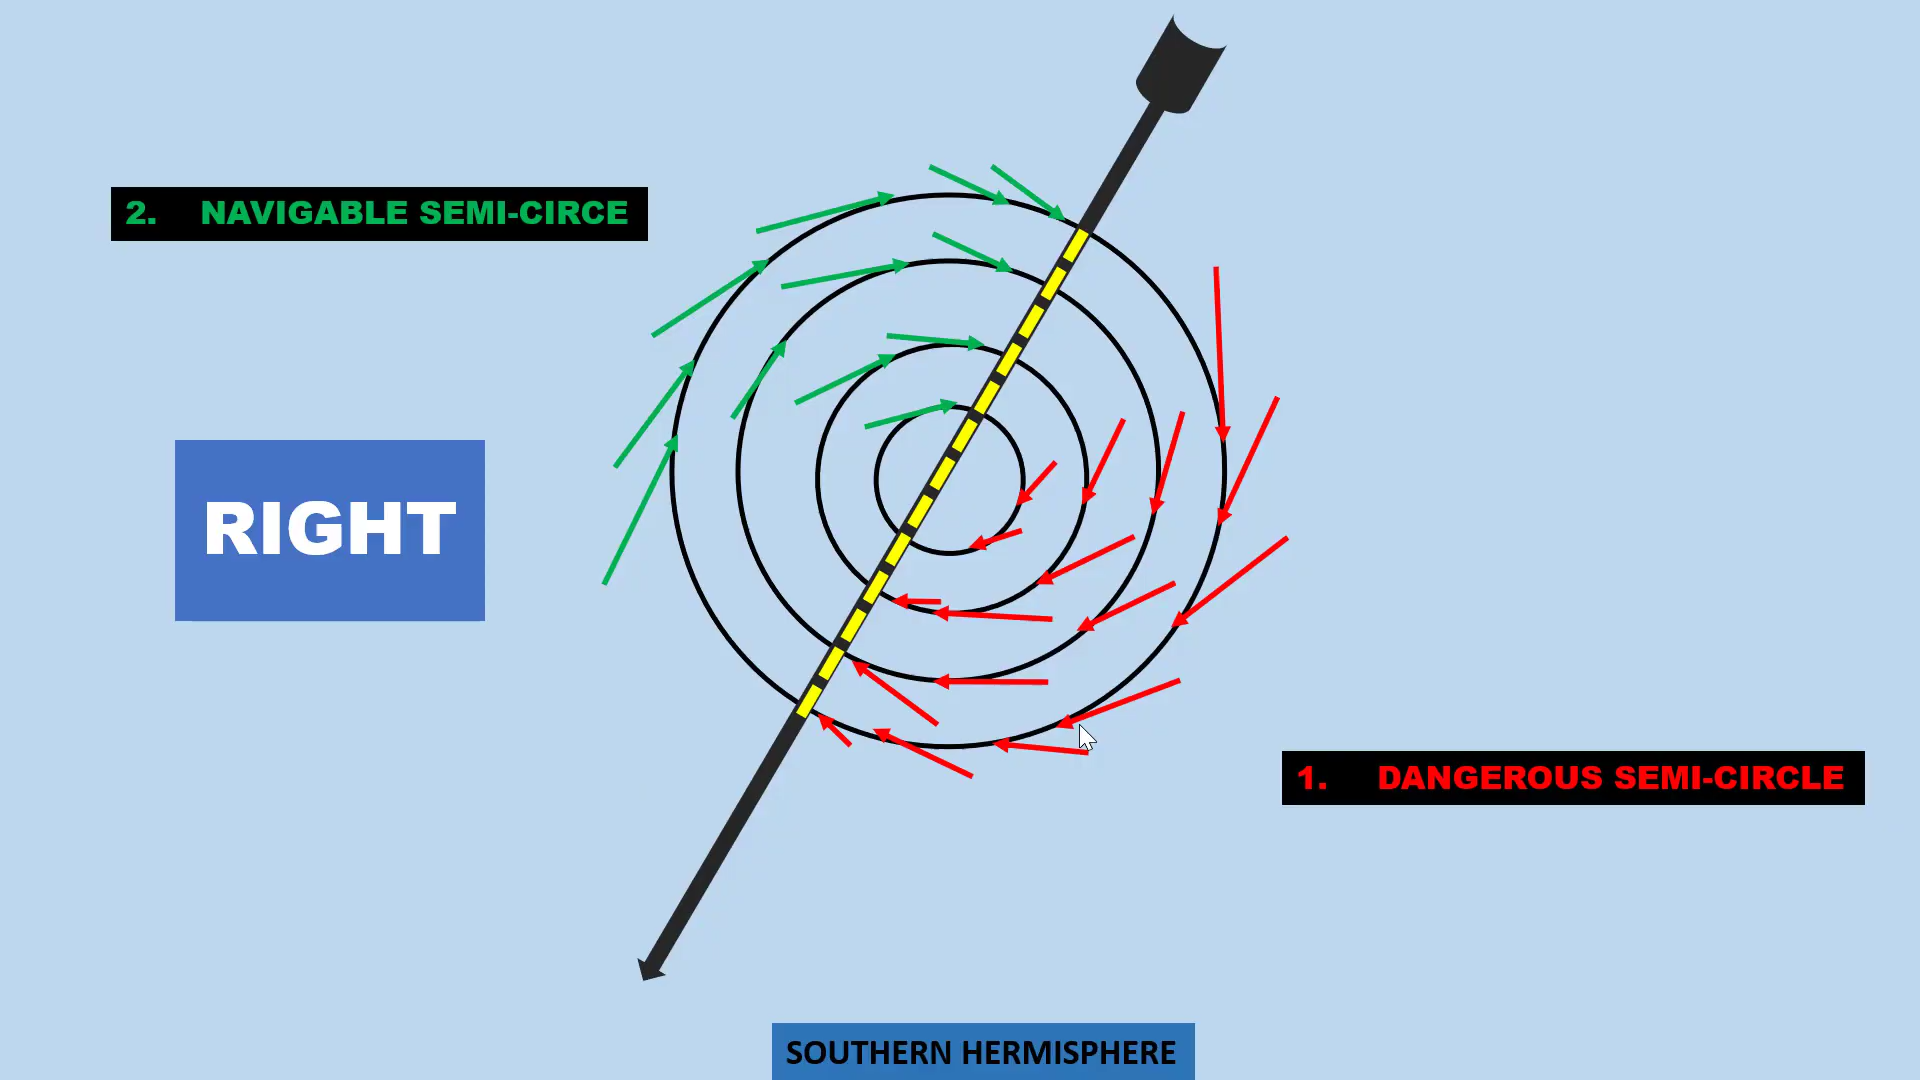 2. NAVIGABLE SEMI-CIRCE
RIGHT
1. DANGEROUS SEMI-CIRCLE
SOUTHERN HERMISPHERE